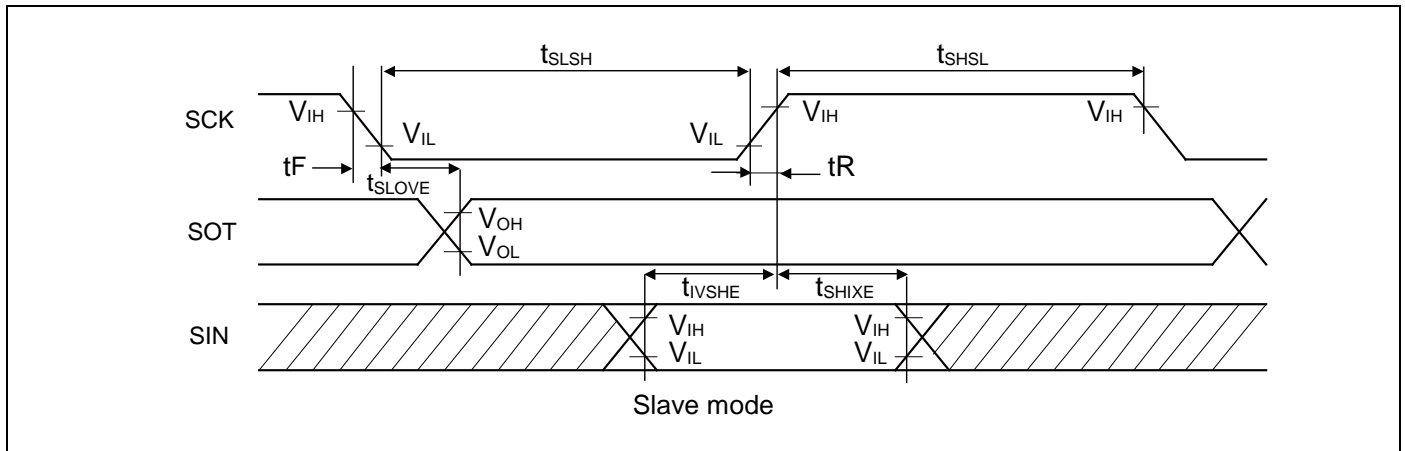 tSLSH
tSHSL
SCK
VIH
VIL
VIL
VIH
VIH
tF
tSLOVE
tR
SOT
VOH
VOL
tIVSHE
tSHIXE
SIN
VIH
VIL
VIH
VIL
Slave mode